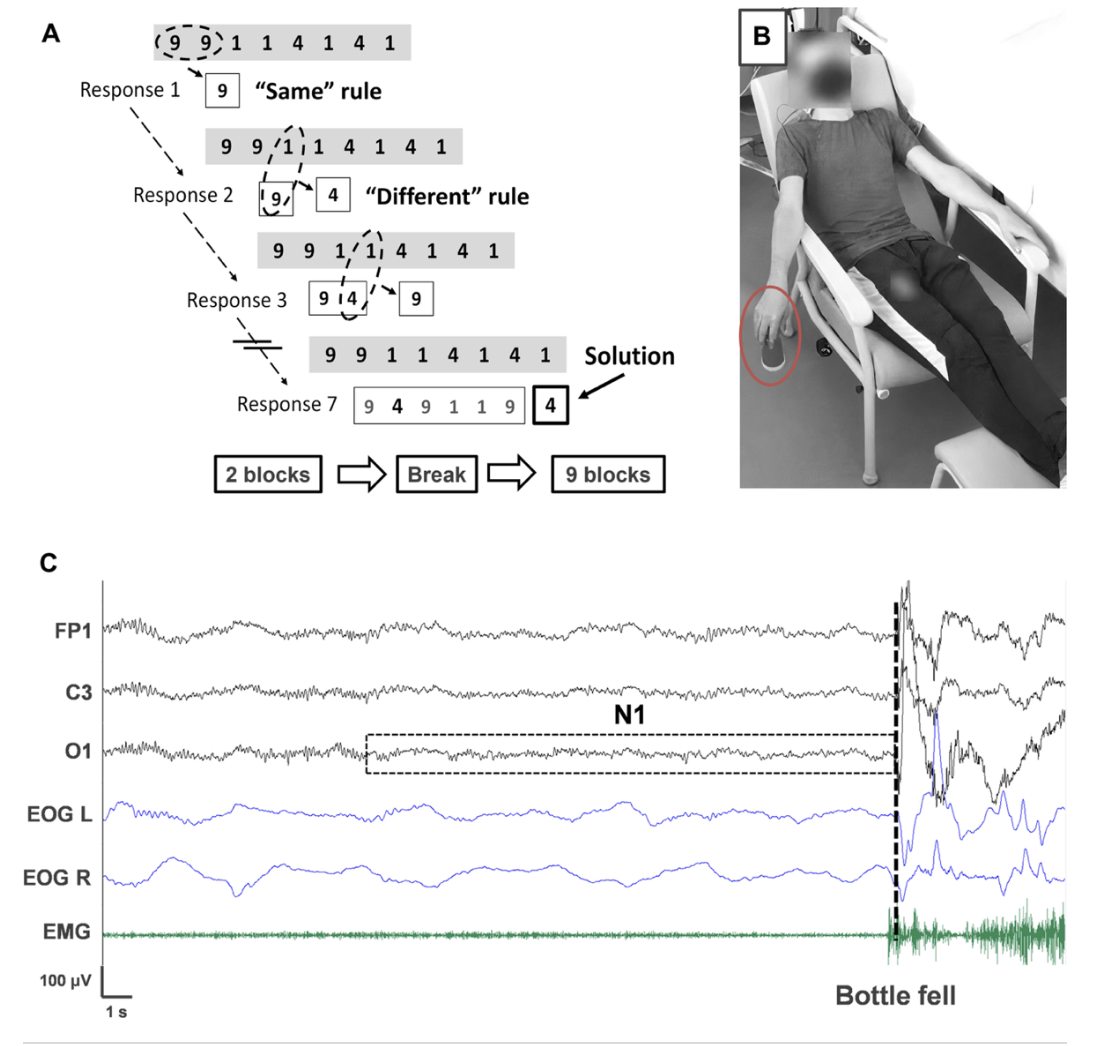 A
9 9 1 1 4 1 4 1
Response 1
9
“Same” rule
9 9 1 1 4 1 4 1
Response 2
9
4
“Different” rule
9 9 1 1 4 1 4 1
Response 3
9 4
9
9 9 1 1 4 1 4 1
Solution
Response 7
9 4 9 1 1 9
4
2 blocks
Break
9 blocks
B
C
FP1
C3
N1
O1
EOG L
EOG R
EMG
100 µV
1 s
Bottle fell